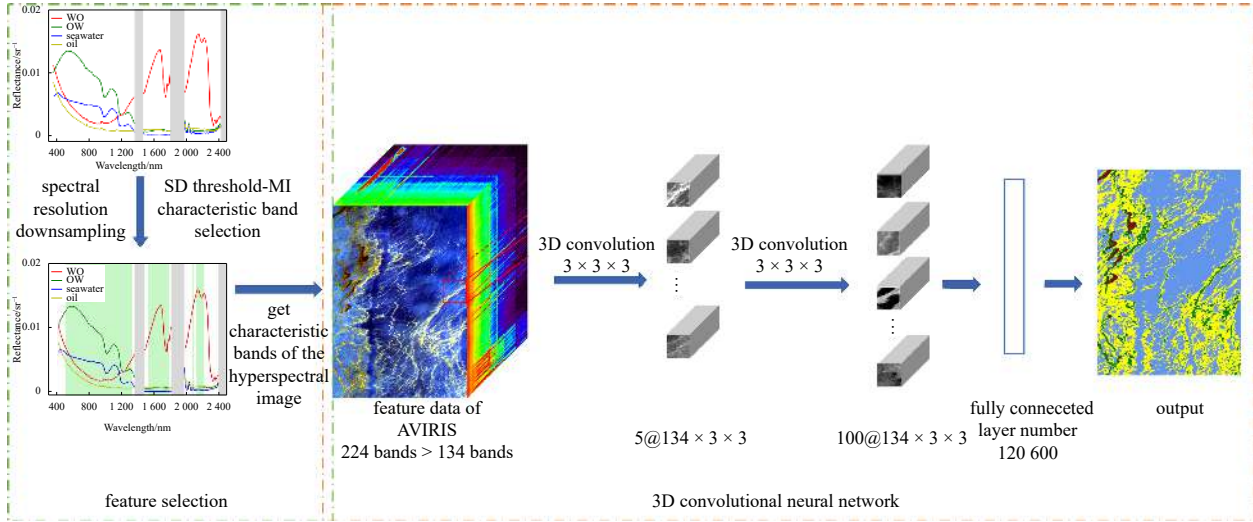 0.02
WO
OW
seawater
oil
0.01
Reflectance/sr⁻¹
0
400 800 1 200 1 600 2 000 2 400
Wavelength/nm
spectral
resolution
downsampling
SD threshold-MI
characteristic band
selection
0.02
WO
OW
seawater
oil
0.01
Reflectance/sr⁻¹
0
400 800 1 200 1 600 2 000 2 400
Wavelength/nm
get
characteristic
bands of the
hyperspectral
image
feature selection
feature data of
AVIRIS
224 bands > 134 bands
3D convolution
3 × 3 × 3
⋮
5@134 × 3 × 3
3D convolution
3 × 3 × 3
⋮
100@134 × 3 × 3
fully conneceted
layer number
120 600
output
3D convolutional neural network